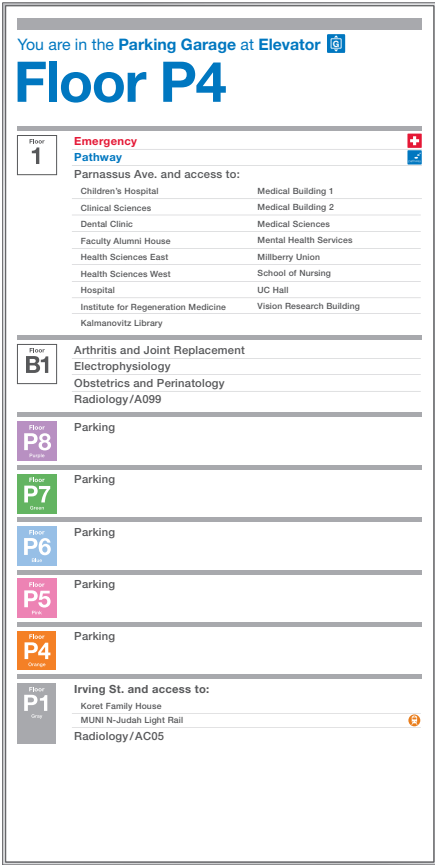 You are in the Parking Garage at Elevator G
Floor P4
Floor
1
Emergency
Pathway
Parnassus Ave. and access to:
Children's Hospital
Clinical Sciences
Dental Clinic
Faculty Alumni House
Health Sciences East
Health Sciences West
Hospital
Institute for Regeneration Medicine
Kalmanovitz Library
Medical Building 1
Medical Building 2
Medical Sciences
Mental Health Services
Millberry Union
School of Nursing
UC Hall
Vision Research Building
Floor
B1
Arthritis and Joint Replacement
Electrophysiology
Obstetrics and Perinatology
Radiology/A099
Floor
P8
Purple
Parking
Floor
P7
Green
Parking
Floor
P6
Blue
Parking
Floor
P5
Pink
Parking
Floor
P4
Orange
Parking
Floor
P1
Gray
Irving St. and access to:
Koret Family House
MUNI N-Judah Light Rail
Radiology/AC05